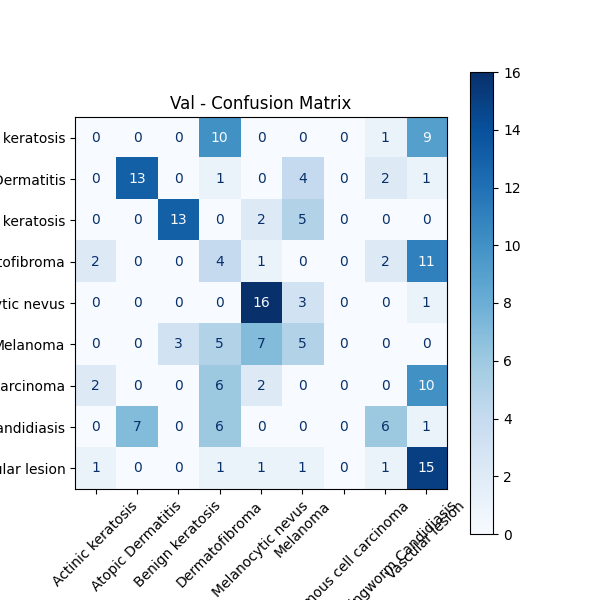 Val - Confusion Matrix
keratosis 0 0 0 10 0 0 0 1 9
Dermatitis 0 13 0 1 0 4 0 2 1
keratosis 0 0 13 0 2 5 0 0 0
tofibroma 2 0 0 4 1 0 0 2 11
ytic nevus 0 0 0 0 16 3 0 0 1
Melanoma 0 0 3 5 7 5 0 0 0
arcinoma 2 0 0 6 2 0 0 0 10
andidiasis 0 7 0 6 0 0 0 6 1
ular lesion 1 0 0 1 1 1 0 1 15
Actinic keratosis
Atopic Dermatitis
Benign keratosis
Dermatofibroma
Melanocytic nevus
Melanoma
mous cell carcinoma
ingworm Candidiasis
Vascular lesion
16
14
12
10
8
6
4
2
0